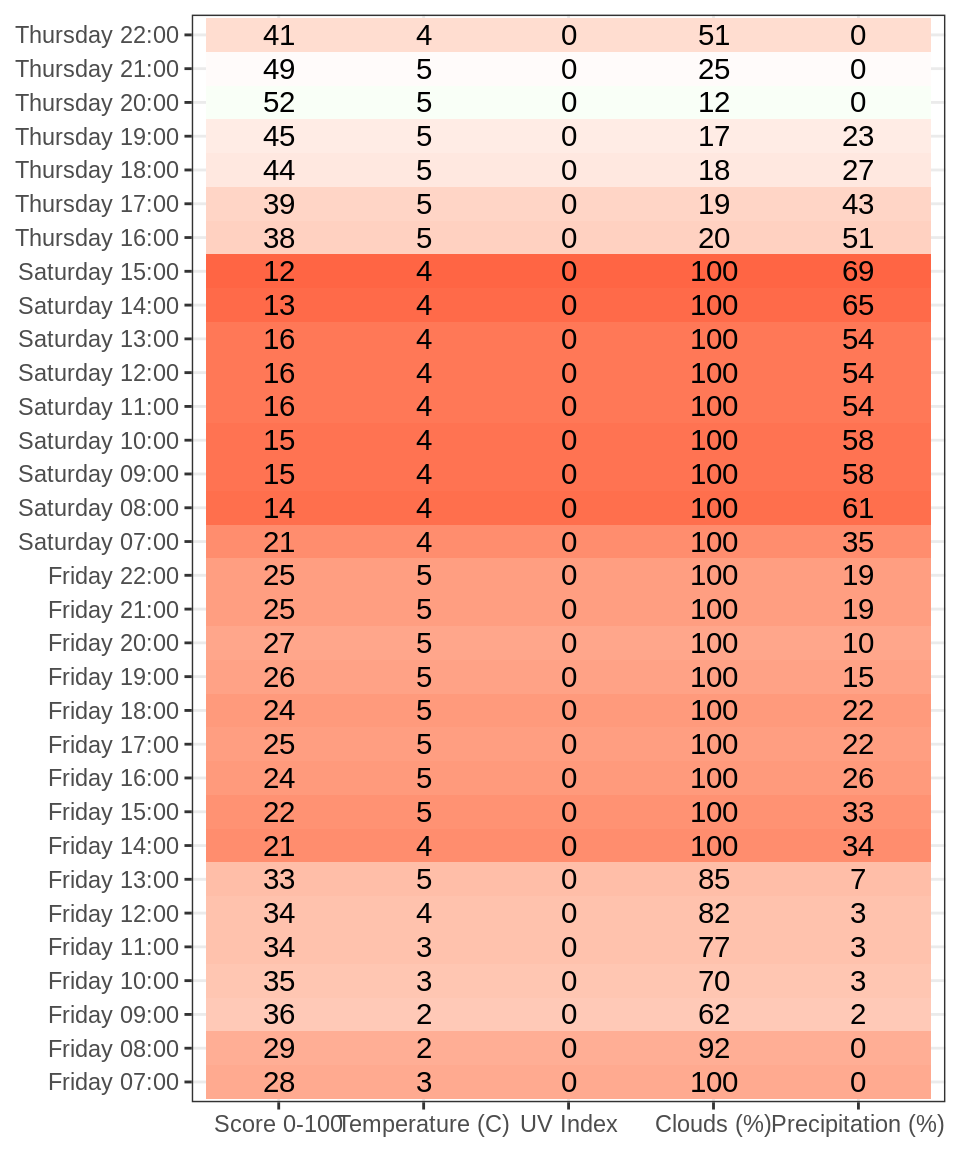 Thursday 22:00 41 4 0 51 0
Thursday 21:00 49 5 0 25 0
Thursday 20:00 52 5 0 12 0
Thursday 19:00 45 5 0 17 23
Thursday 18:00 44 5 0 18 27
Thursday 17:00 39 5 0 19 43
Thursday 16:00 38 5 0 20 51
Saturday 15:00 12 4 0 100 69
Saturday 14:00 13 4 0 100 65
Saturday 13:00 16 4 0 100 54
Saturday 12:00 16 4 0 100 54
Saturday 11:00 16 4 0 100 54
Saturday 10:00 15 4 0 100 58
Saturday 09:00 15 4 0 100 58
Saturday 08:00 14 4 0 100 61
Saturday 07:00 21 4 0 100 35
Friday 22:00 25 5 0 100 19
Friday 21:00 25 5 0 100 19
Friday 20:00 27 5 0 100 10
Friday 19:00 26 5 0 100 15
Friday 18:00 24 5 0 100 22
Friday 17:00 25 5 0 100 22
Friday 16:00 24 5 0 100 26
Friday 15:00 22 5 0 100 33
Friday 14:00 21 4 0 100 34
Friday 13:00 33 5 0 85 7
Friday 12:00 34 4 0 82 3
Friday 11:00 34 3 0 77 3
Friday 10:00 35 3 0 70 3
Friday 09:00 36 2 0 62 2
Friday 08:00 29 2 0 92 0
Friday 07:00 28 3 0 100 0
Score 0-100 Temperature (C) UV Index Clouds (%) Precipitation (%)